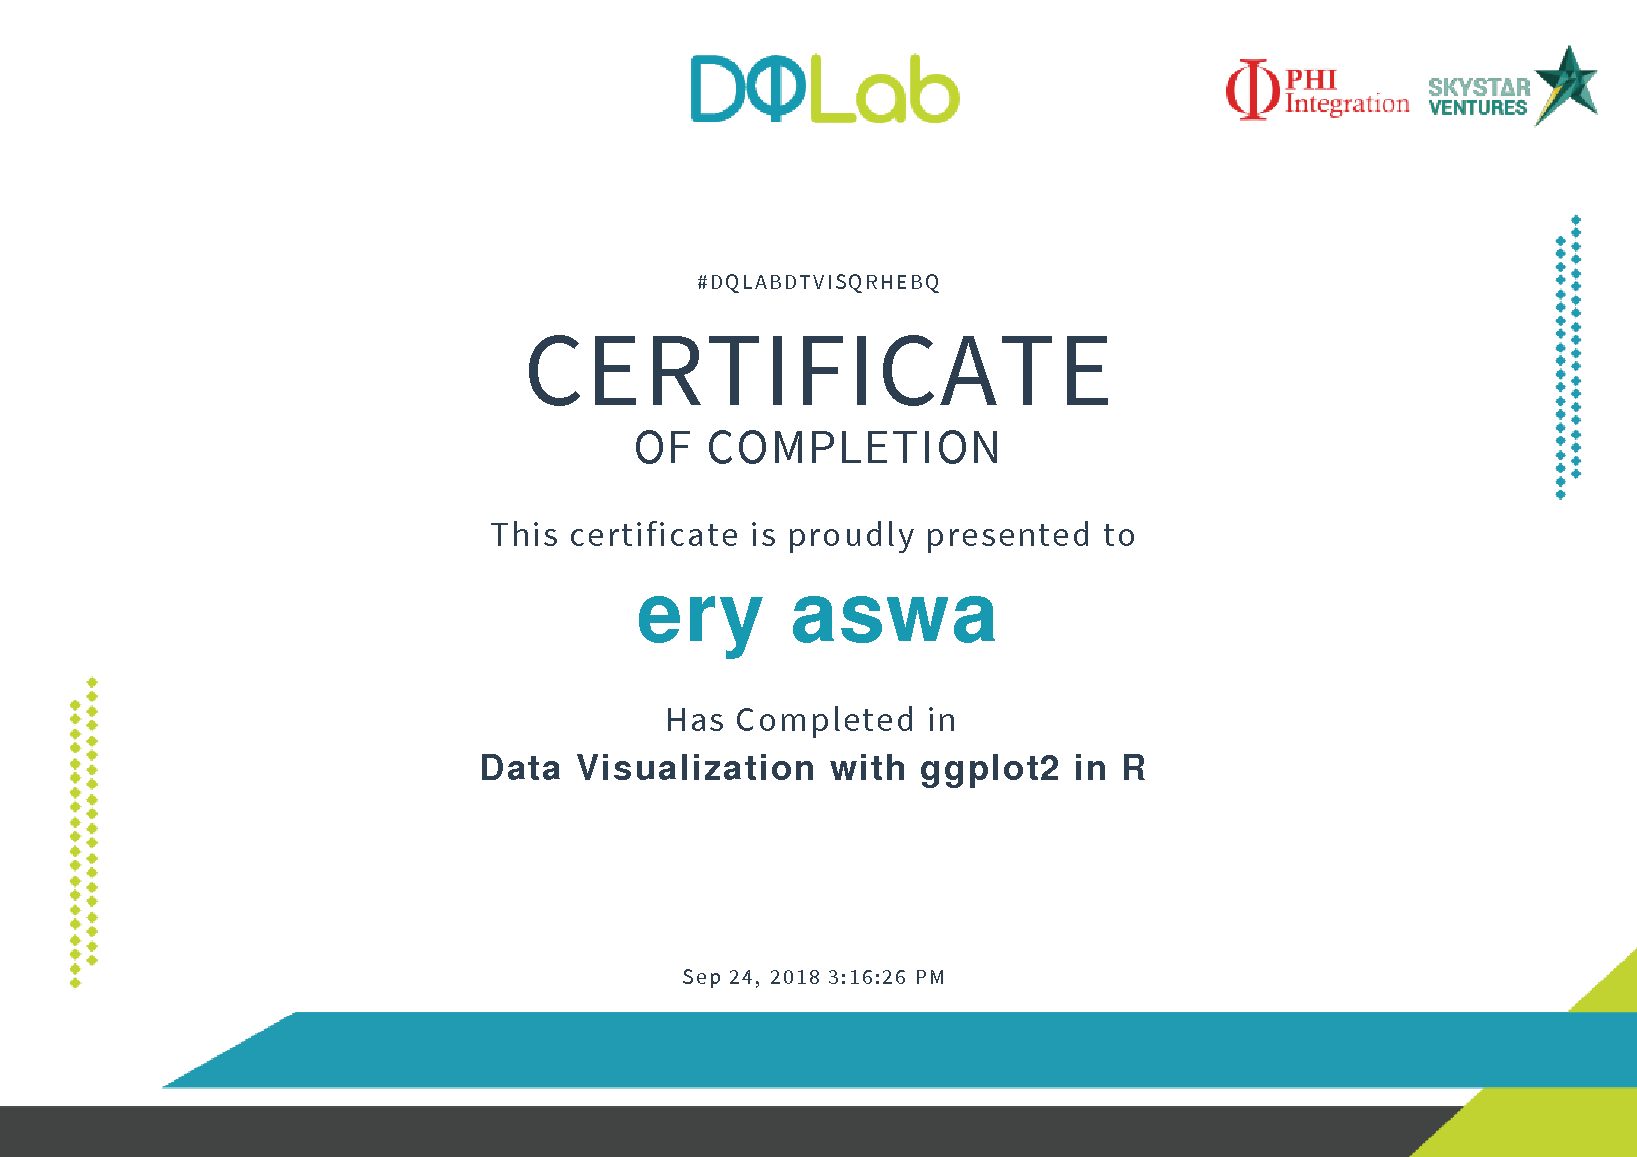 DQLab
PHI
Integration
SKYSTAR
VENTURES
#DQLABDTVISQRHEBQ
CERTIFICATE
OF COMPLETION
This certificate is proudly presented to
ery aswa
Has Completed in
Data Visualization with ggplot2 in R
Sep 24, 2018 3:16:26 PM